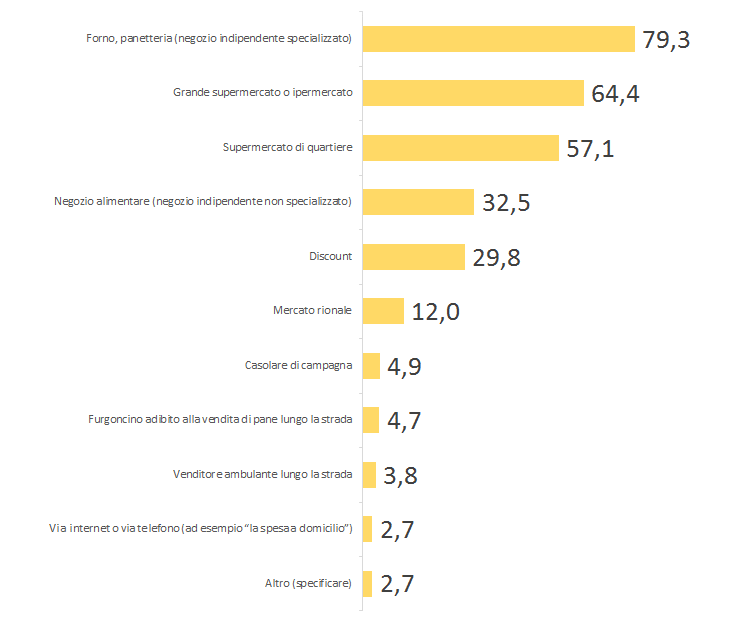 Forno, panetteria (negozio indipendente specializzato) 79,3
Grande supermercato o ipermercato 64,4
Supermercato di quartiere 57,1
Negozio alimentare (negozio indipendente non specializzato) 32,5
Discount 29,8
Mercato rionale 12,0
Casolare di campagna 4,9
Furgoncino adibito alla vendita di pane lungo la strada 4,7
Venditore ambulante lungo la strada 3,8
Via internet o via telefono (ad esempio “la spesa a domicilio”) 2,7
Altro (specificare) 2,7